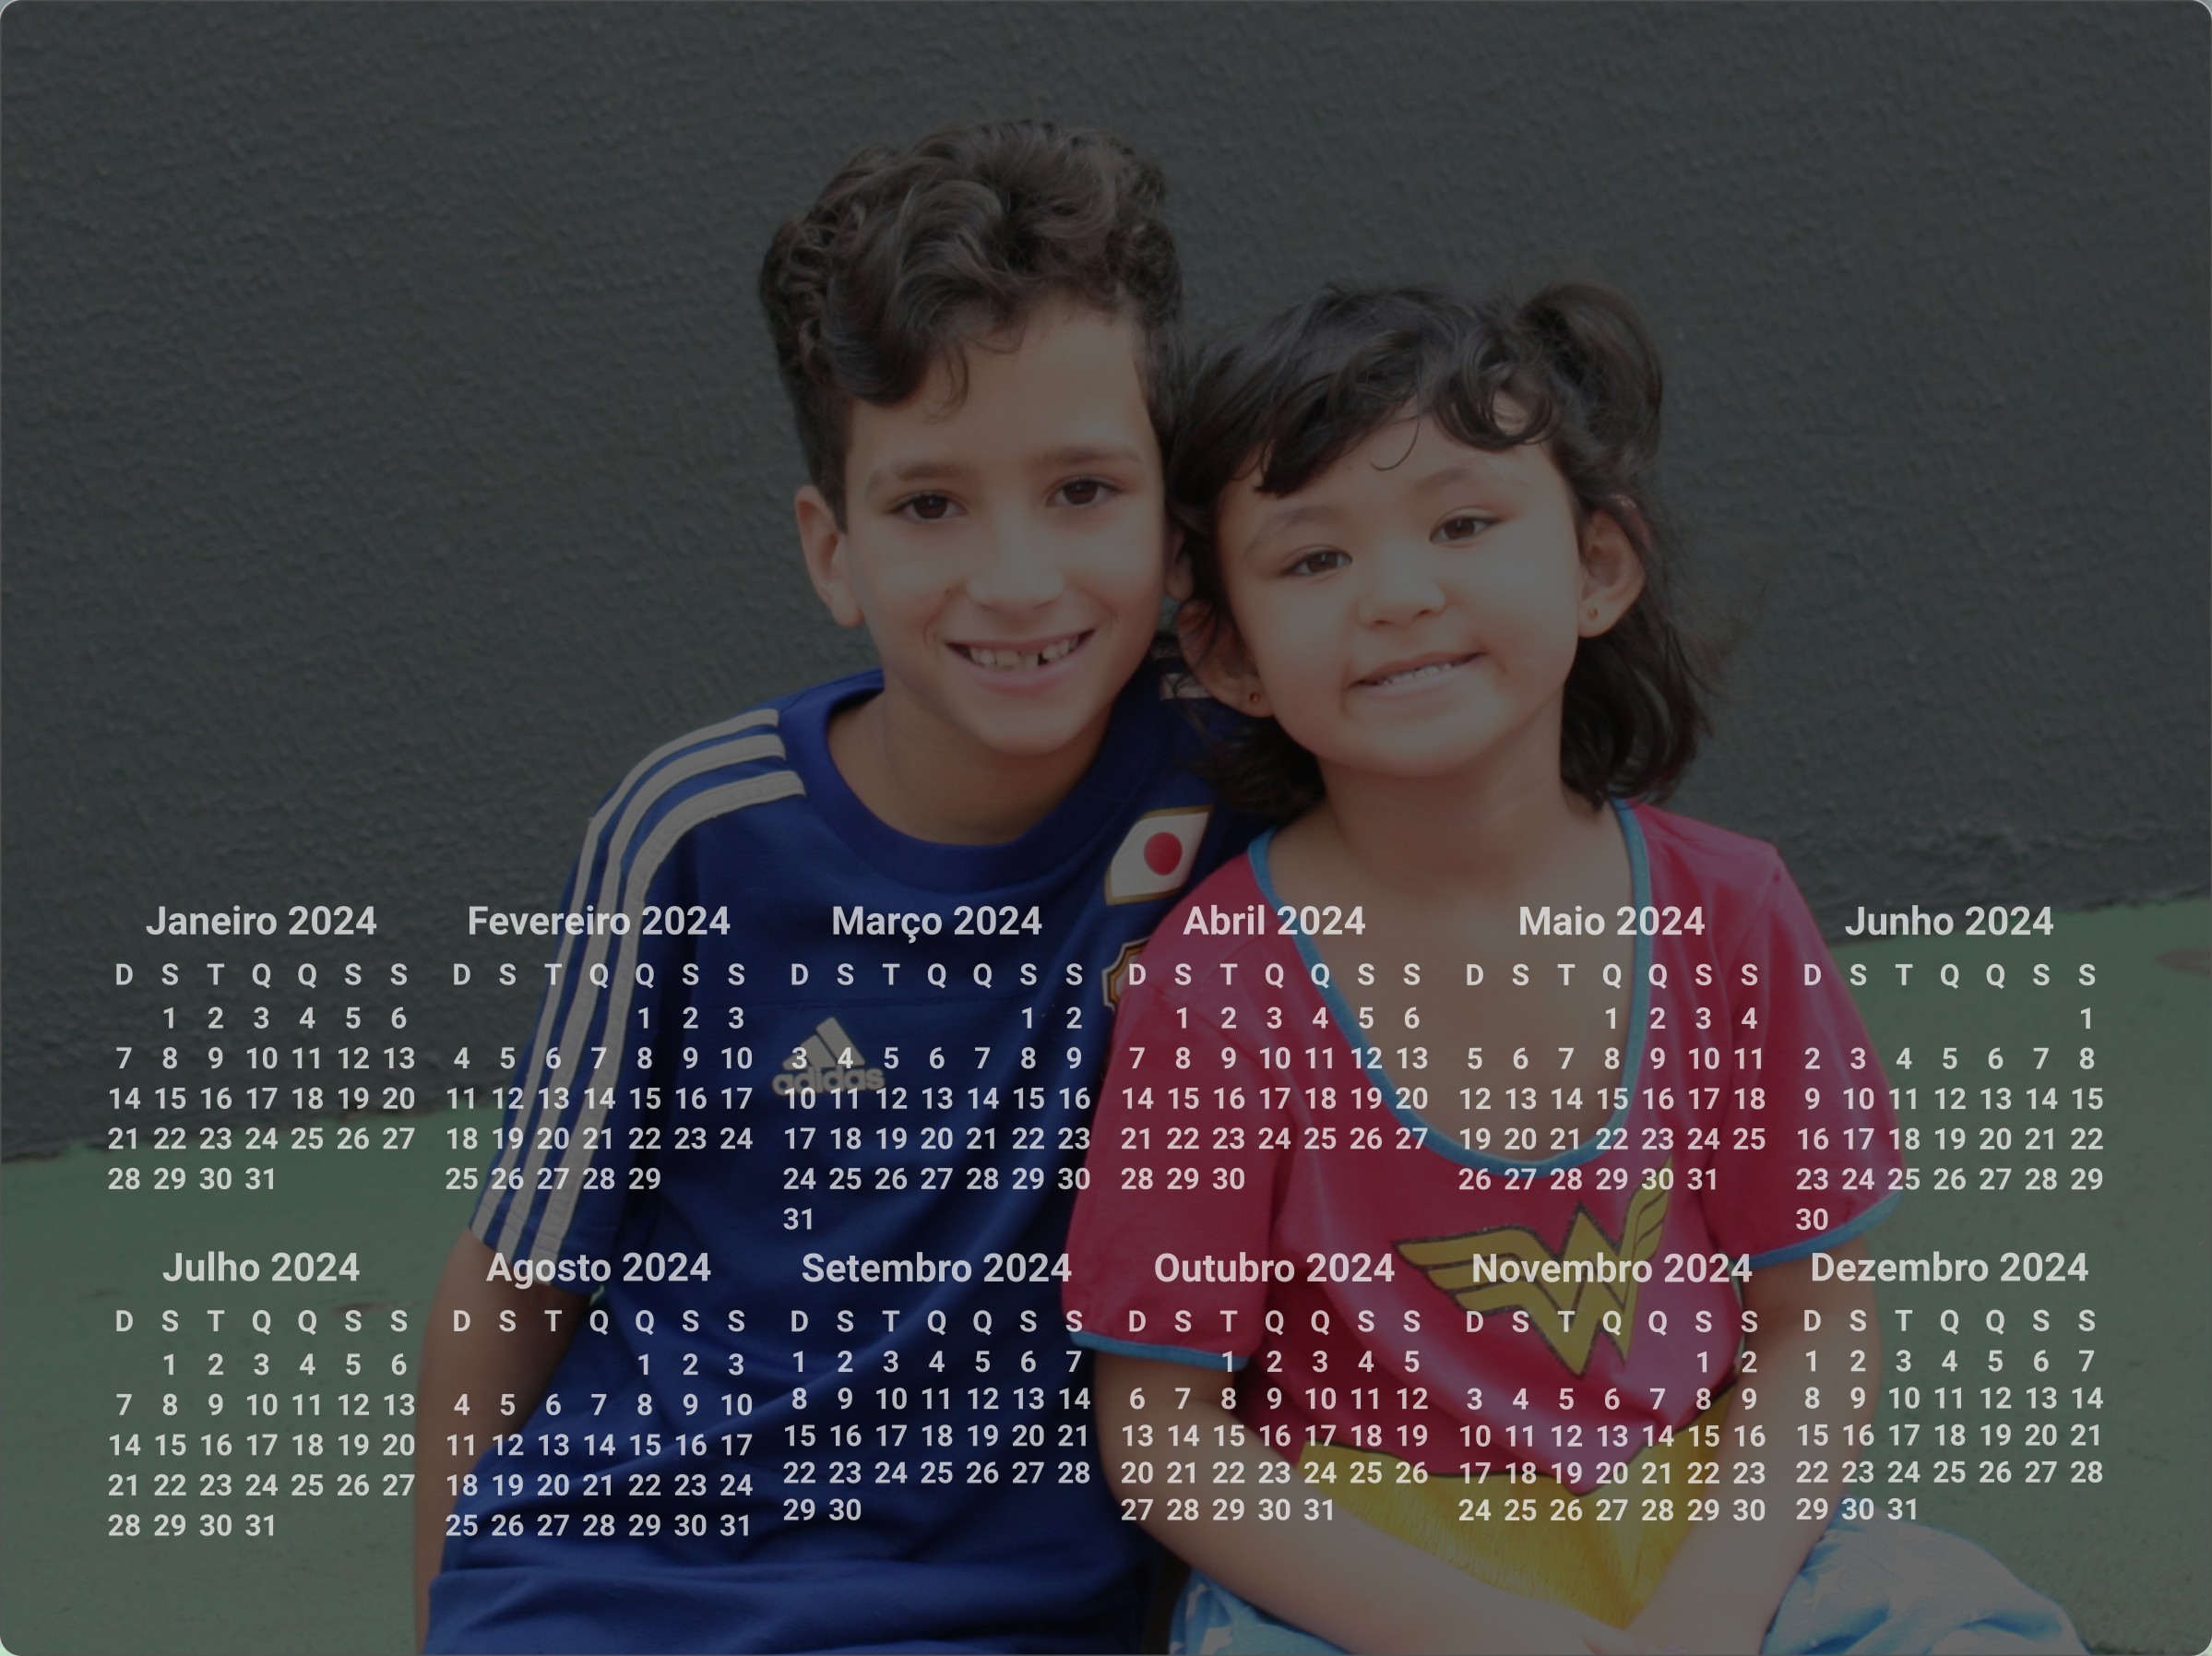 Janeiro 2024 Fevereiro 2024 Março 2024 Abril 2024 Maio 2024 Junho 2024
D S T Q Q S S D S T Q Q S S D S T Q Q S S D S T Q Q S S D S T Q Q S S D S T Q Q S S
1 2 3 4 5 6 1 2 3 1 2 1 2 3 4 5 6 1 2 3 4 1
7 8 9 10 11 12 13 4 5 6 7 8 9 10 3 4 5 6 7 8 9 7 8 9 10 11 12 13 5 6 7 8 9 10 11 2 3 4 5 6 7 8
adidas
14 15 16 17 18 19 20 11 12 13 14 15 16 17 10 11 12 13 14 15 16 14 15 16 17 18 19 20 12 13 14 15 16 17 18 9 10 11 12 13 14 15
21 22 23 24 25 26 27 18 19 20 21 22 23 24 17 18 19 20 21 22 23 21 22 23 24 25 26 27 19 20 21 22 23 24 25 16 17 18 19 20 21 22
28 29 30 31 25 26 27 28 29 24 25 26 27 28 29 30 28 29 30 26 27 28 29 30 31 23 24 25 26 27 28 29
31 30
Julho 2024 Agosto 2024 Setembro 2024 Outubro 2024 Novembro 2024 Dezembro 2024
D S T Q Q S S D S T Q Q S S D S T Q Q S S D S T Q Q S S D S T Q Q S S D S T Q Q S S
1 2 3 4 5 6 1 2 3 1 2 3 4 5 6 7 1 2 3 4 5 1 2 1 2 3 4 5 6 7
7 8 9 10 11 12 13 4 5 6 7 8 9 10 8 9 10 11 12 13 14 6 7 8 9 10 11 12 3 4 5 6 7 8 9 8 9 10 11 12 13 14
14 15 16 17 18 19 20 11 12 13 14 15 16 17 15 16 17 18 19 20 21 13 14 15 16 17 18 19 10 11 12 13 14 15 16 15 16 17 18 19 20 21
21 22 23 24 25 26 27 18 19 20 21 22 23 24 22 23 24 25 26 27 28 20 21 22 23 24 25 26 17 18 19 20 21 22 23 22 23 24 25 26 27 28
28 29 30 31 25 26 27 28 29 30 31 29 30 27 28 29 30 31 24 25 26 27 28 29 30 29 30 31